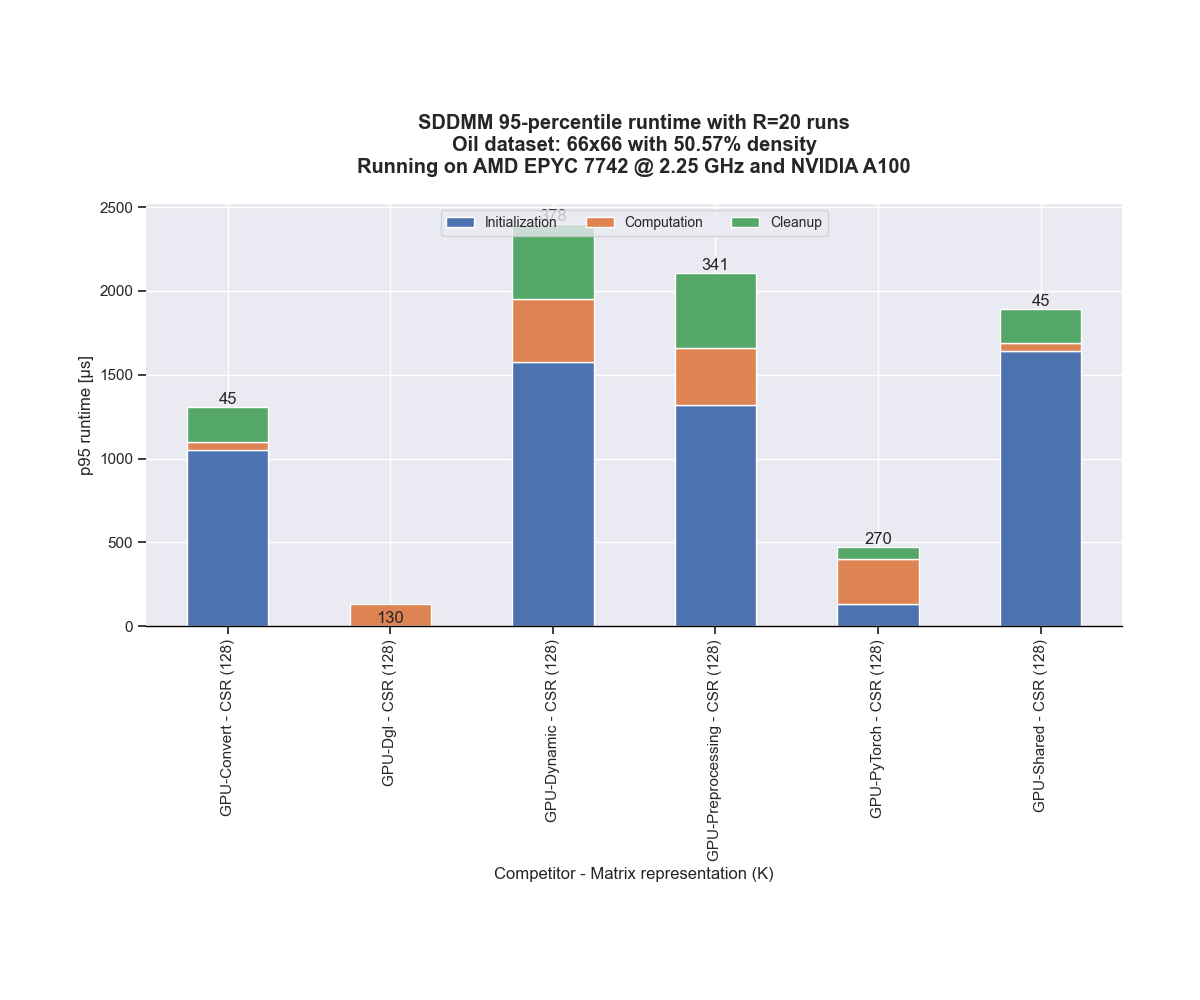 SDDMM 95-percentile runtime with R=20 runs
Oil dataset: 66x66 with 50.57% density
Running on AMD EPYC 7742 @ 2.25 GHz and NVIDIA A100
Initialization Computation Cleanup
p95 runtime [µs]
2500
2000
1500
1000
500
0
45
130
378
341
270
45
GPU-Convert - CSR (128)
GPU-Dgl - CSR (128)
GPU-Dynamic - CSR (128)
GPU-Preprocessing - CSR (128)
GPU-PyTorch - CSR (128)
GPU-Shared - CSR (128)
Competitor - Matrix representation (K)